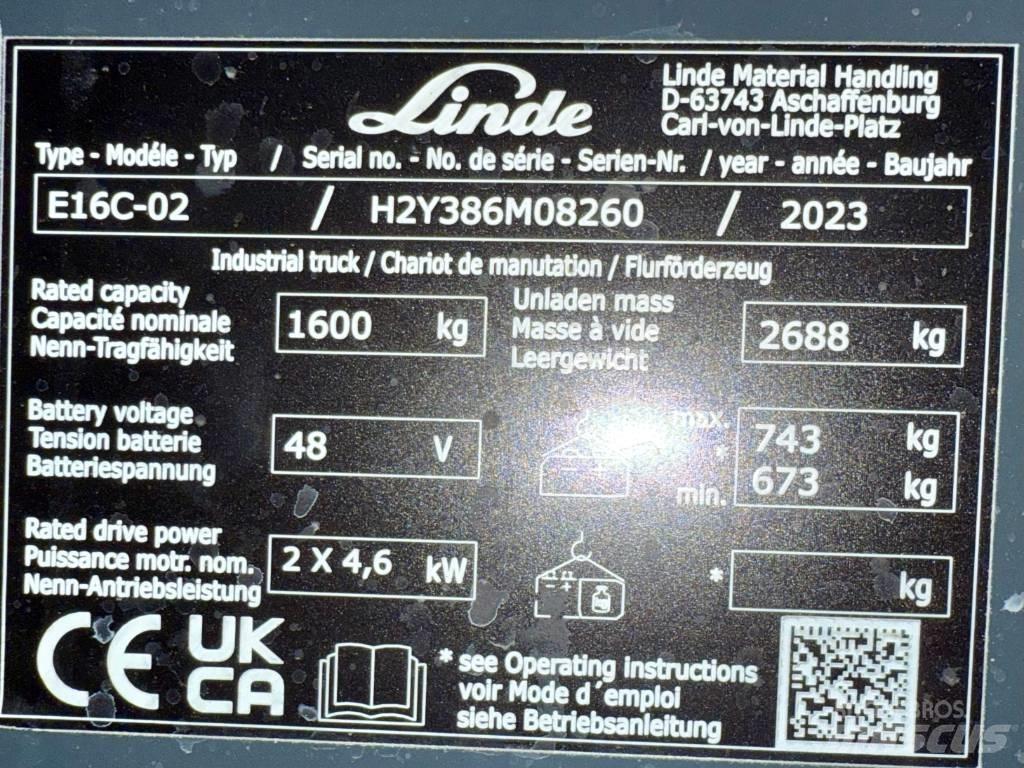 Linde
Linde Material Handling
D-63743 Aschaffenburg
Carl-von-Linde-Platz
Type - Modéle - Typ / Serial no. - No. de série - Serien-Nr. / year - année - Baujahr
E16C-02 / H2Y386M08260 / 2023
Industrial truck / Chariot de manutation / Flurförderzeug
Rated capacity
Capacité nominale
Nenn-Tragfähigkeit
1600 kg
Unladen mass
Masse à vide
Leergewicht
2688 kg
Battery voltage
Tension batterie
Batteriespannung
48 V
max. 743 kg
*
min. 673 kg
Rated drive power
Puissance motr. nom.
Nenn-Antriebsleistung
2 X 4,6 kW
* kg
CE
UK
CA
* see Operating instructions
voir Mode d´emploi
siehe Betriebsanleitung